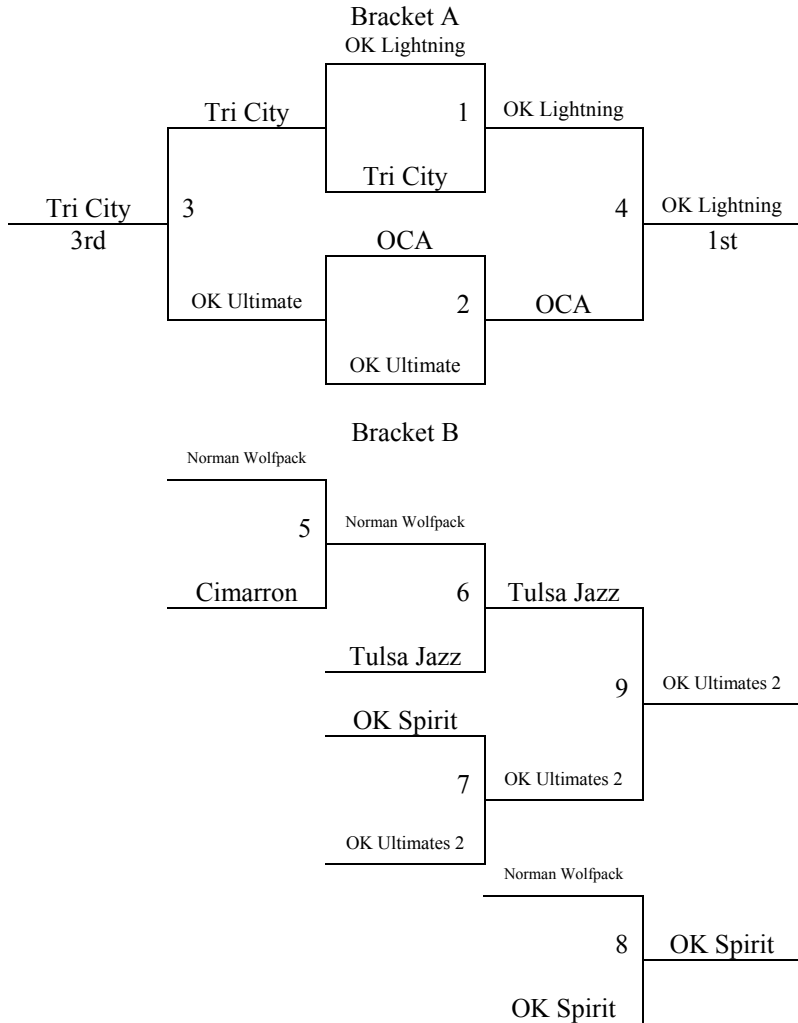 Bracket A
OK Lightning
Tri City
1
OK Lightning
Tri City
Tri City
3
4
OK Lightning
3rd
OCA
1st
OK Ultimate
2
OCA
OK Ultimate
Bracket B
Norman Wolfpack
5
Norman Wolfpack
Cimarron
6
Tulsa Jazz
Tulsa Jazz
9
OK Ultimates 2
OK Spirit
7
OK Ultimates 2
OK Ultimates 2
Norman Wolfpack
8
OK Spirit
OK Spirit